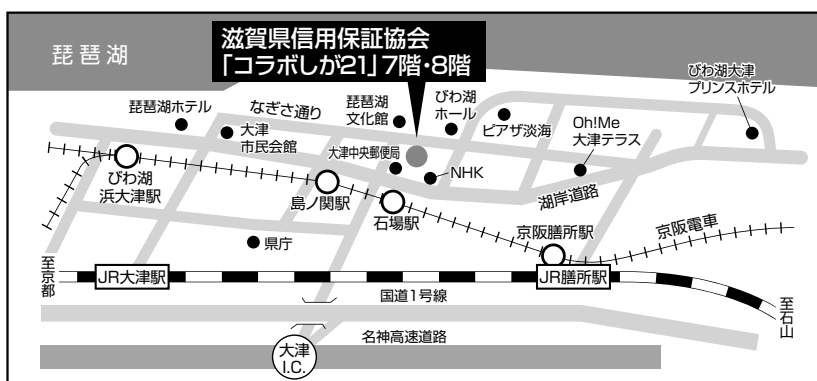 琵琶湖
滋賀県信用保証協会
「コラボしが21」7階・8階
びわ湖大津
プリンスホテル
琵琶湖ホテル
なぎさ通り
琵琶湖
文化館
びわ湖
ホール
ピアザ淡海
Oh!Me
大津テラス
大津
市民会館
大津中央郵便局
NHK
びわ湖
浜大津駅
島ノ関駅
石場駅
湖岸道路
京阪膳所駅
京阪電車
県庁
至京都
JR大津駅
JR膳所駅
国道1号線
至石山
名神高速道路
大津
I.C.